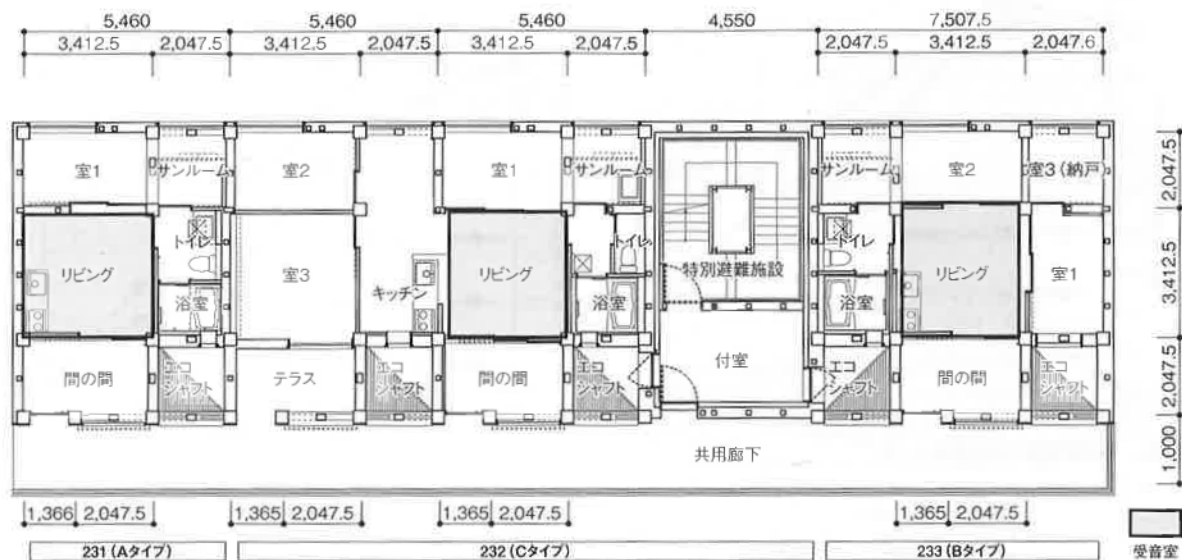 5,460 5,460 5,460 4,550 7,507.5
3,412.5 2,047.5 3,412.5 2,047.5 3,412.5 2,047.5 2,047.5 3,412.5 2,047.6
室1 サンルーム 室2 室1 サンルーム サンルーム 室2 室3(納戸)
2,047.5
トイレ トイレ 特別避難施設 トイレ
リビング 室3 キッチン リビング リビング 室1
3,412.5
浴室 浴室 浴室
間の間 エコ
シャフト
テラス エコ
シャフト
間の間 エコ
シャフト
付室
エコ
シャフト
間の間 エコ
シャフト
2,047.5
共用廊下
1.000
1,366 2,047.5 1,365 2,047.5 1,365 2,047.5 1,365 2,047.5
231(Aタイプ) 232(Cタイプ) 233(Bタイプ)
受音室